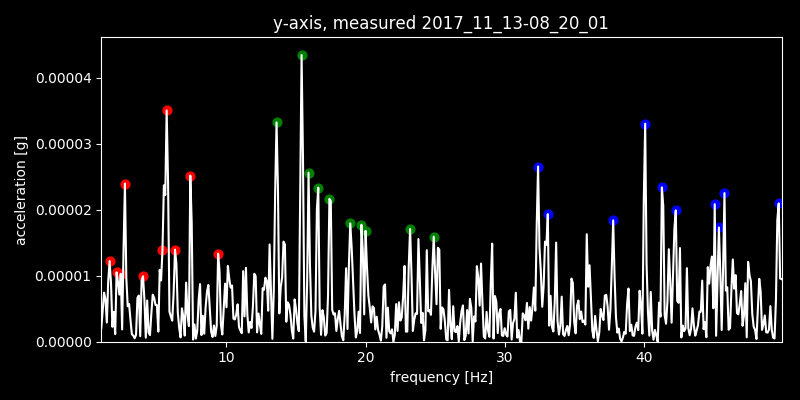 y-axis, measured 2017_11_13-08_20_01
acceleration [g]
0.00004
0.00003
0.00002
0.00001
0.00000
10 20 30 40
frequency [Hz]